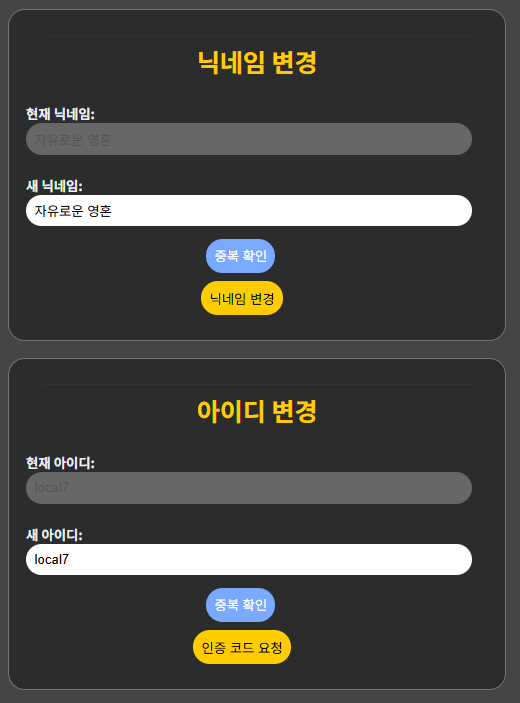 닉네임 변경
현재 닉네임:
자유로운 영혼
새 닉네임:
자유로운 영혼
중복 확인
닉네임 변경
아이디 변경
현재 아이디:
local7
새 아이디:
local7
중복 확인
인증 코드 요청